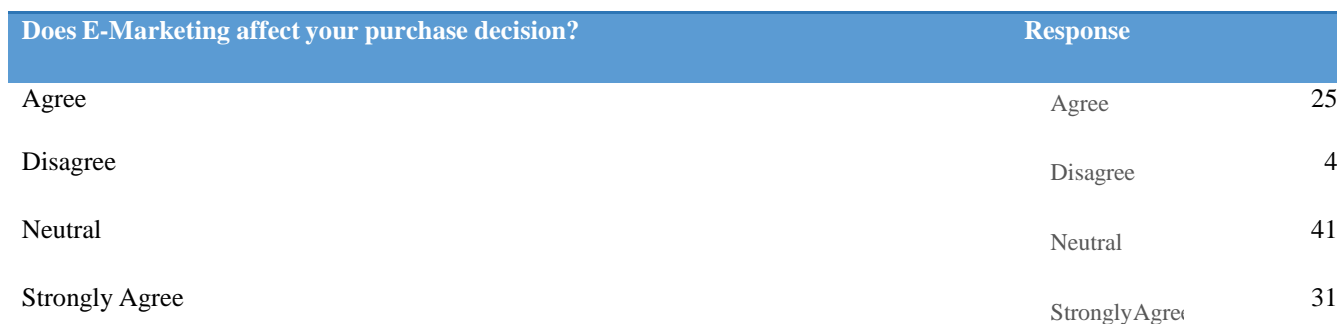 Does E-Marketing affect your purchase decision? Response
Agree Agree 25
Disagree Disagree 4
Neutral Neutral 41
Strongly Agree StronglyAgre 31